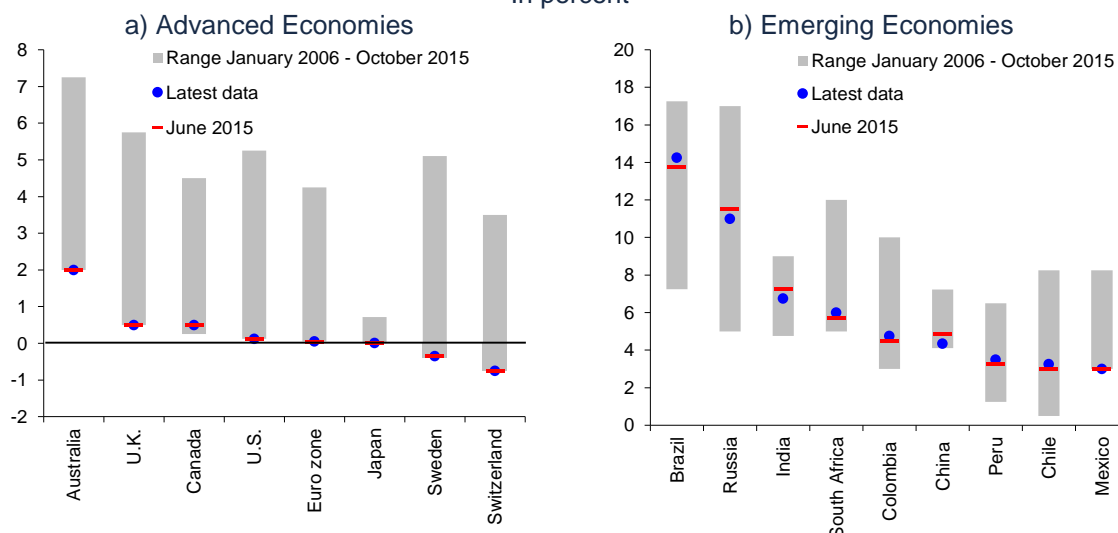 In percent
a) Advanced Economies
8
7
6
5
4
3
2
1
0
-1
-2
Range January 2006 - October 2015
Latest data
June 2015
Australia
U.K.
Canada
U.S.
Euro zone
Japan
Sweden
Switzerland
b) Emerging Economies
20
18
16
14
12
10
8
6
4
2
0
Range January 2006 - October 2015
Latest data
June 2015
Brazil
Russia
India
South Africa
Colombia
China
Peru
Chile
Mexico